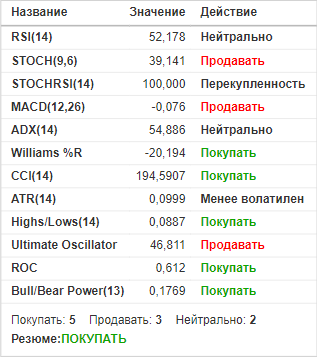 Название Значение Действие
RSI(14) 52,178 Нейтрально
STOCH(9,6) 39,141 Продавать
STOCHRSI(14) 100,000 Перекупленность
MACD(12,26) -0,076 Продавать
ADX(14) 54,886 Нейтрально
Williams %R -20,194 Покупать
CCI(14) 194,5907 Покупать
ATR(14) 0,0999 Менее волатилен
Highs/Lows(14) 0,0887 Покупать
Ultimate Oscillator 46,811 Продавать
ROC 0,612 Покупать
Bull/Bear Power(13) 0,1769 Покупать
Покупать: 5 Продавать: 3 Нейтрально: 2
Резюме:ПОКУПАТЬ